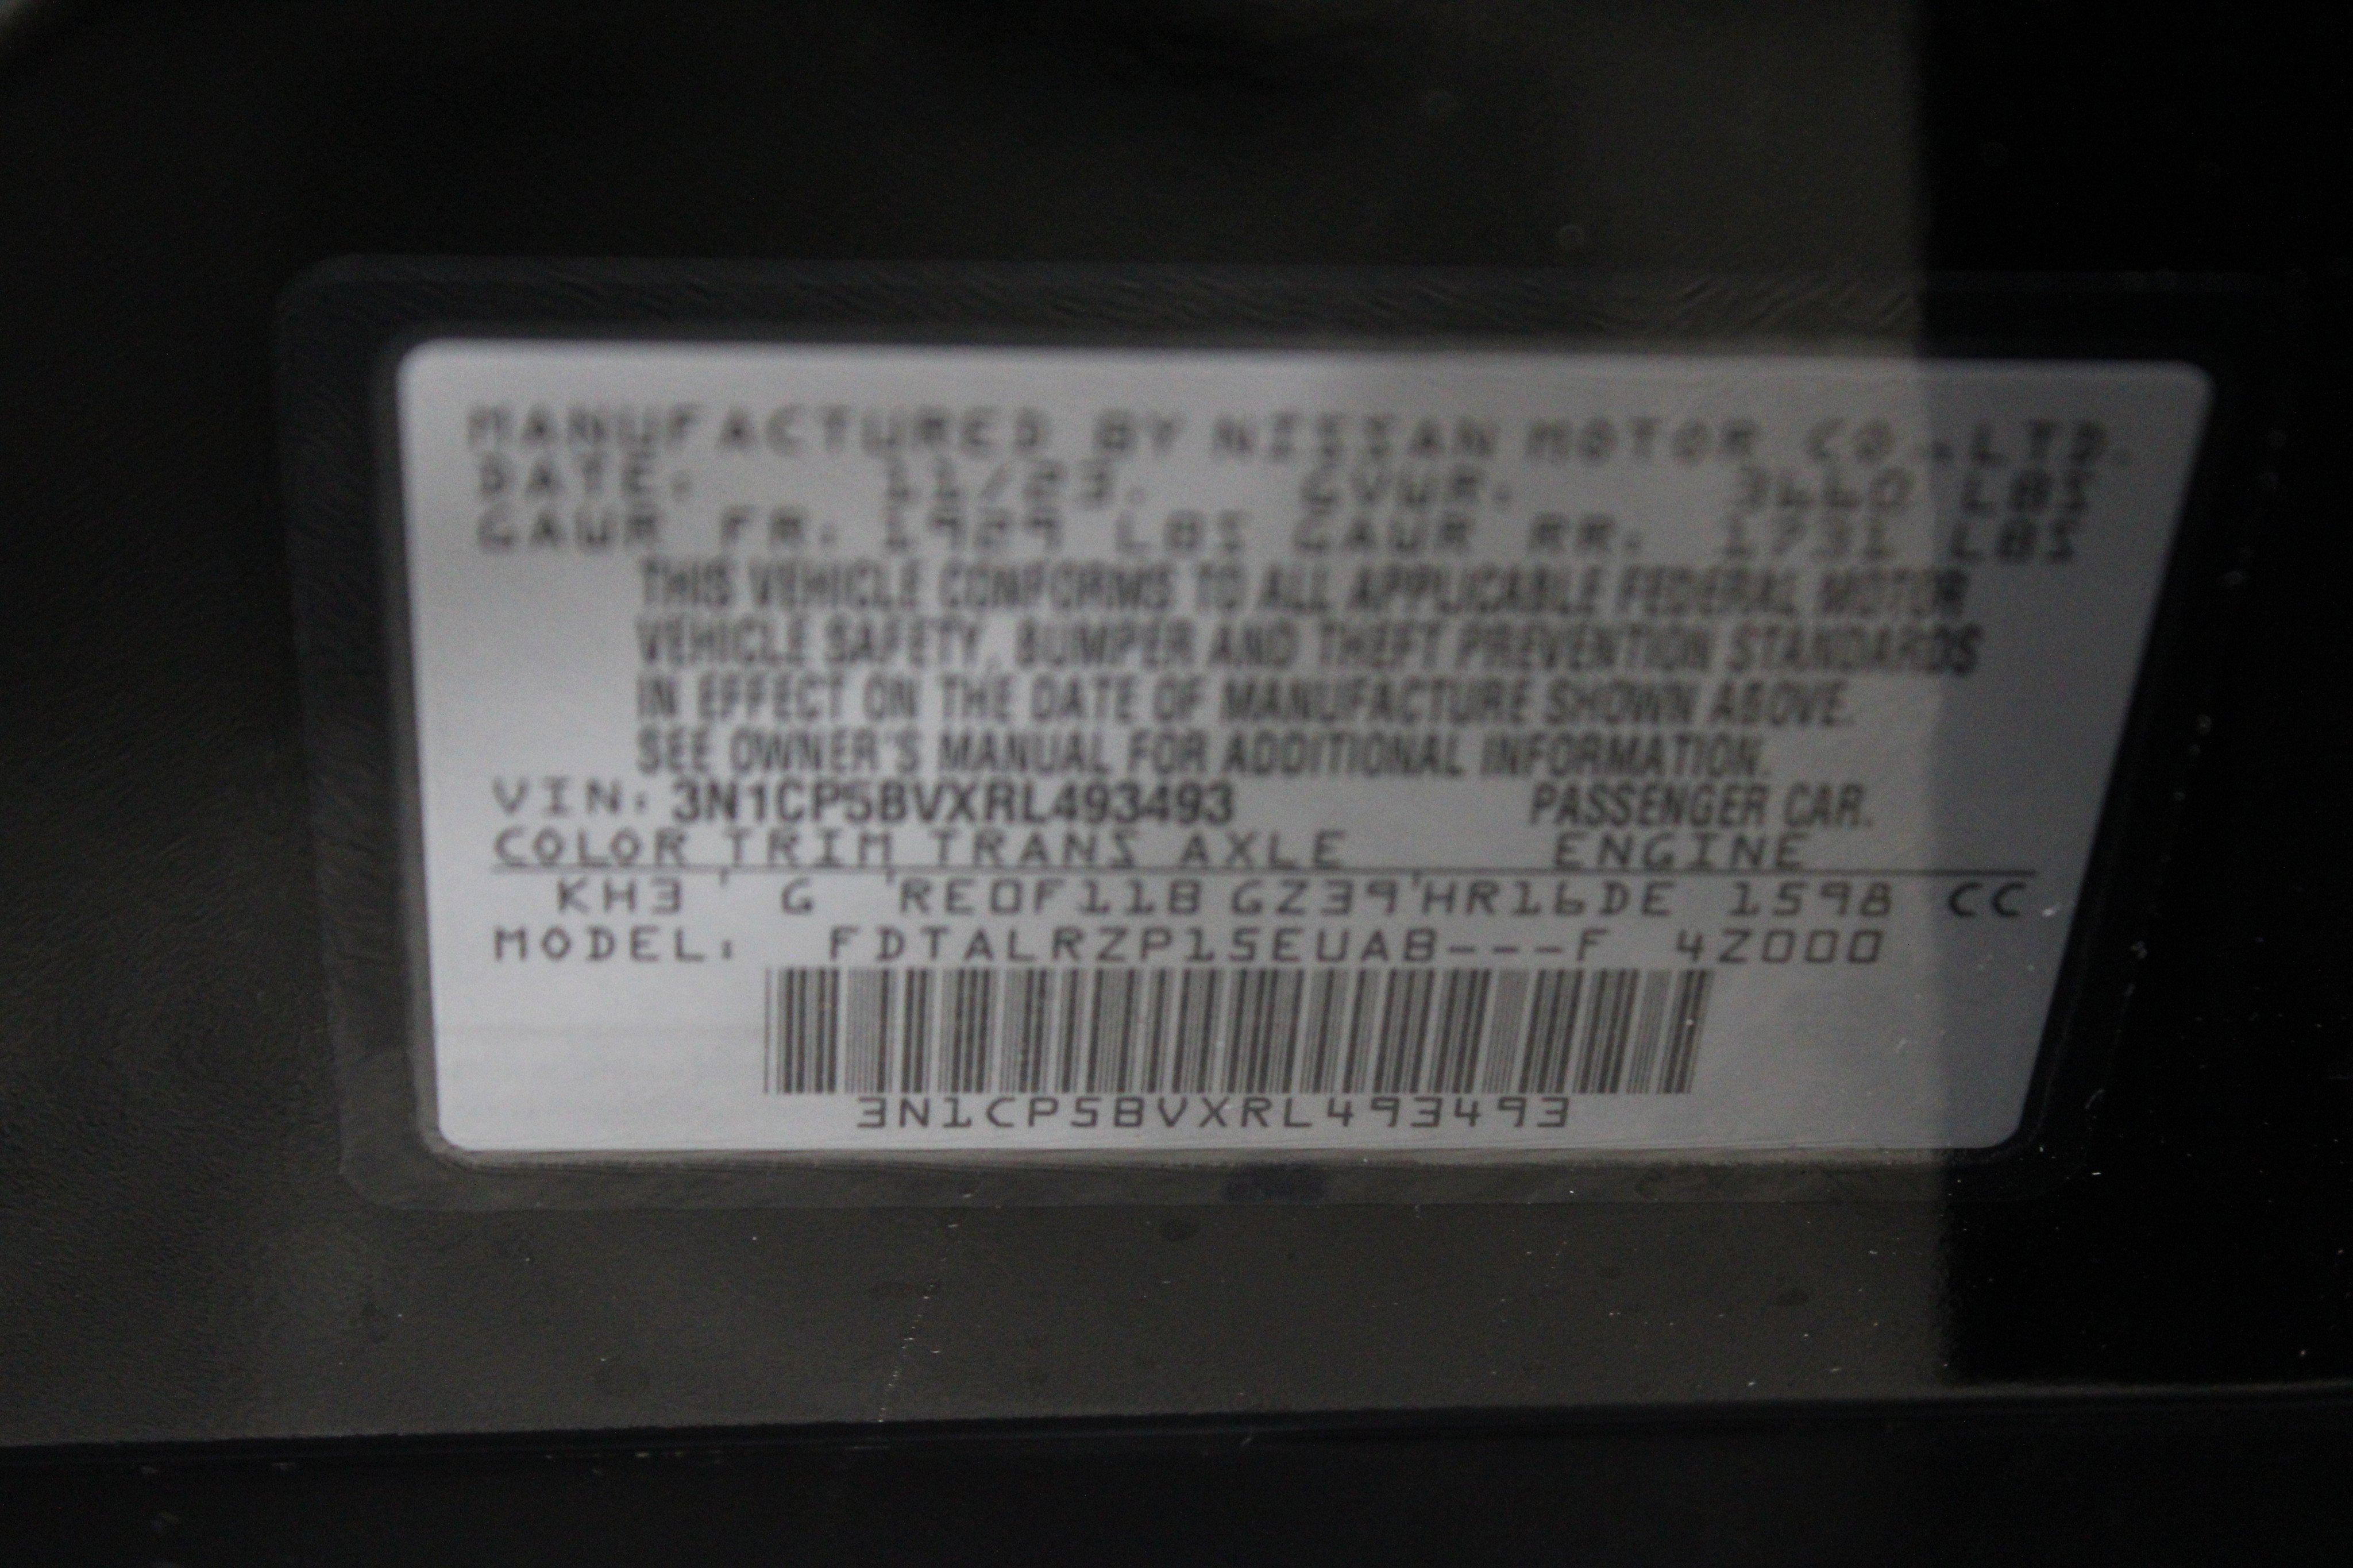 MANUFACTURED BY NISSAN MOTOR CO.,LTD.
DATE: 11/23. GVWR: 3660 LBS
GAWR FR: 1929 LBS GAWR RR: 1731 LBS
THIS VEHICLE CONFORMS TO ALL APPLICABLE FEDERAL MOTOR
VEHICLE SAFETY, BUMPER AND THEFT PREVENTION STANDARDS
IN EFFECT ON THE DATE OF MANUFACTURE SHOWN ABOVE.
SEE OWNER'S MANUAL FOR ADDITIONAL INFORMATION.
VIN: 3N1CP5BVXRL493493 PASSENGER CAR.
COLOR TRIM TRANS AXLE ENGINE
KH3 ' G 'RE0F11B GZ39'HR16DE 1598 CC
MODEL: FDTALRZP15EUAB---F 4Z000
3N1CP5BVXRL493493